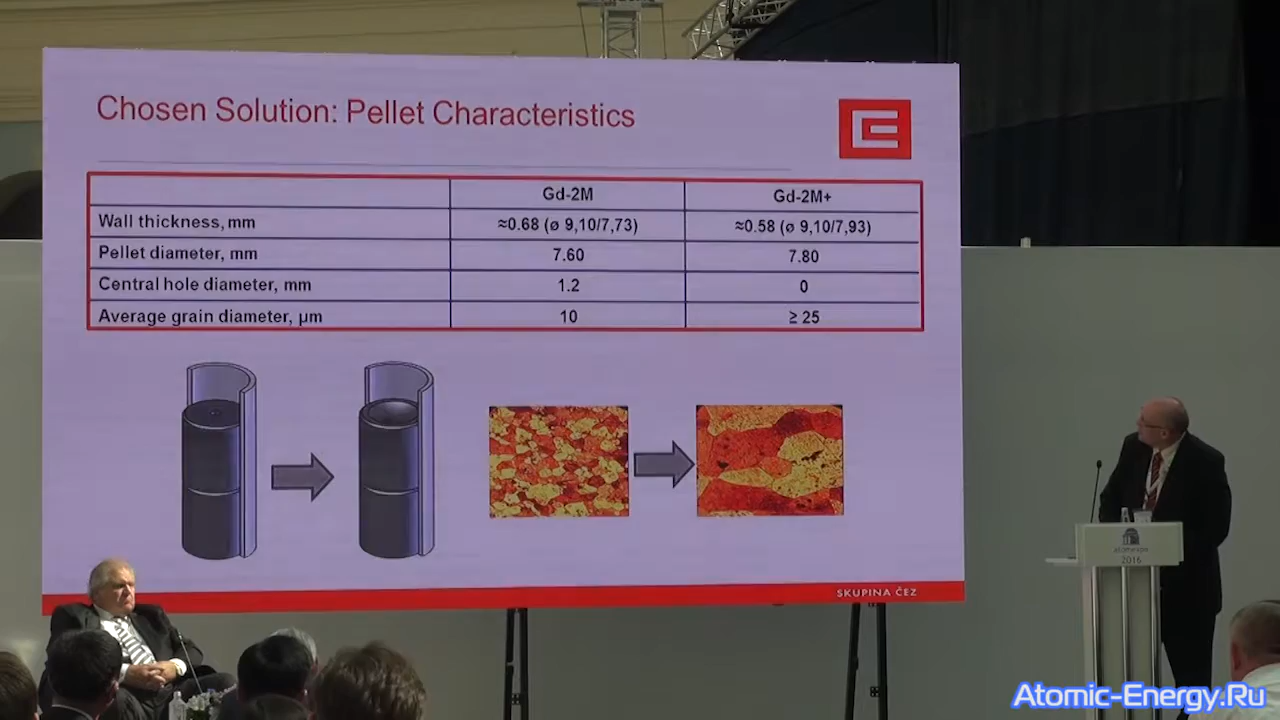 Chosen Solution: Pellet Characteristics
Gd-2M Gd-2M+
Wall thickness, mm ≈0.68 (ø 9,10/7,73) ≈0.58 (ø 9,10/7,93)
Pellet diameter, mm 7.60 7.80
Central hole diameter, mm 1.2 0
Average grain diameter, µm 10 ≥ 25
SKUPINA ČEZ
2016
Atomic-Energy.Ru